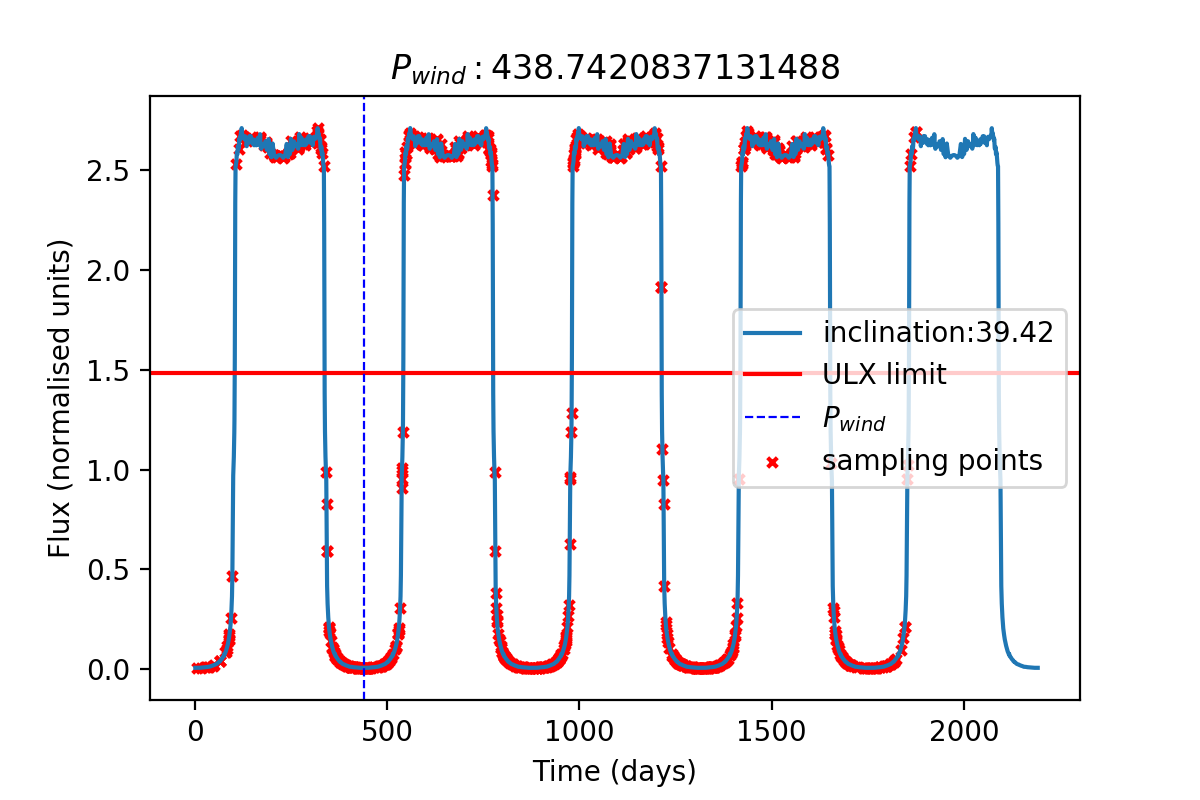 P_wind : 438.7420837131488
Flux (normalised units)
2.5
2.0
1.5
1.0
0.5
0.0
inclination:39.42
ULX limit
P_wind
sampling points
0 500 1000 1500 2000
Time (days)